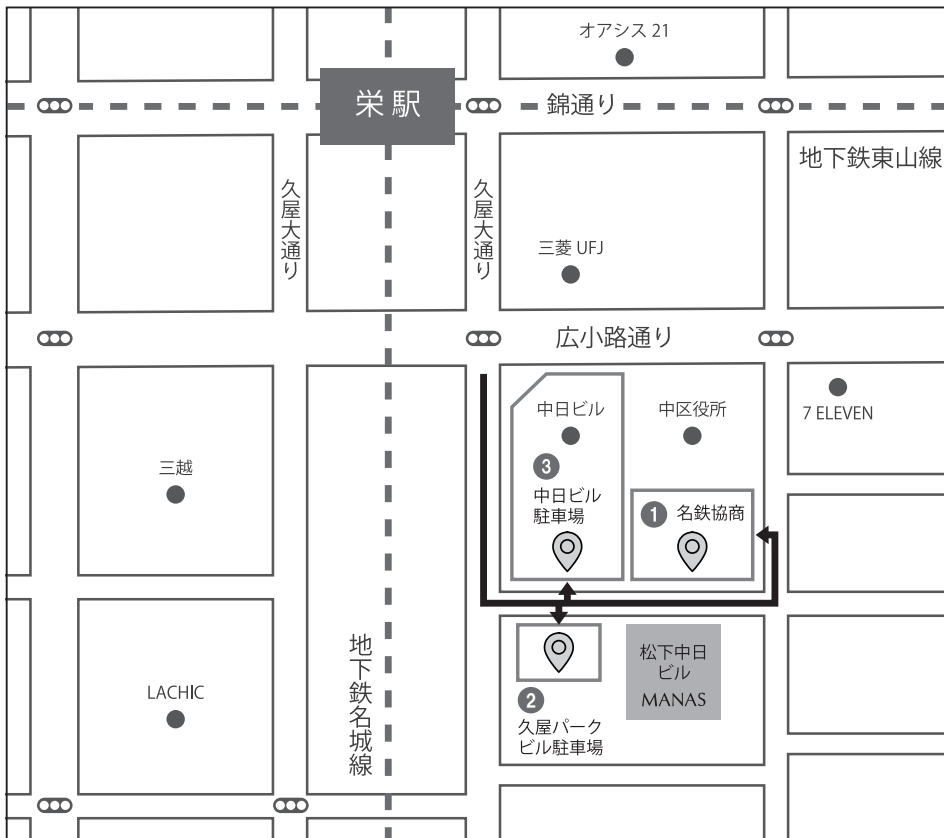 オアシス 21
栄駅
錦通り
地下鉄東山線
久屋大通り
久屋大通り
三菱 UFJ
広小路通り
中日ビル
中区役所
7 ELEVEN
三越
3
中日ビル
駐車場
1 名鉄協商
地下鉄名城線
松下中日
ビル
MANAS
LACHIC
2
久屋パーク
ビル駐車場